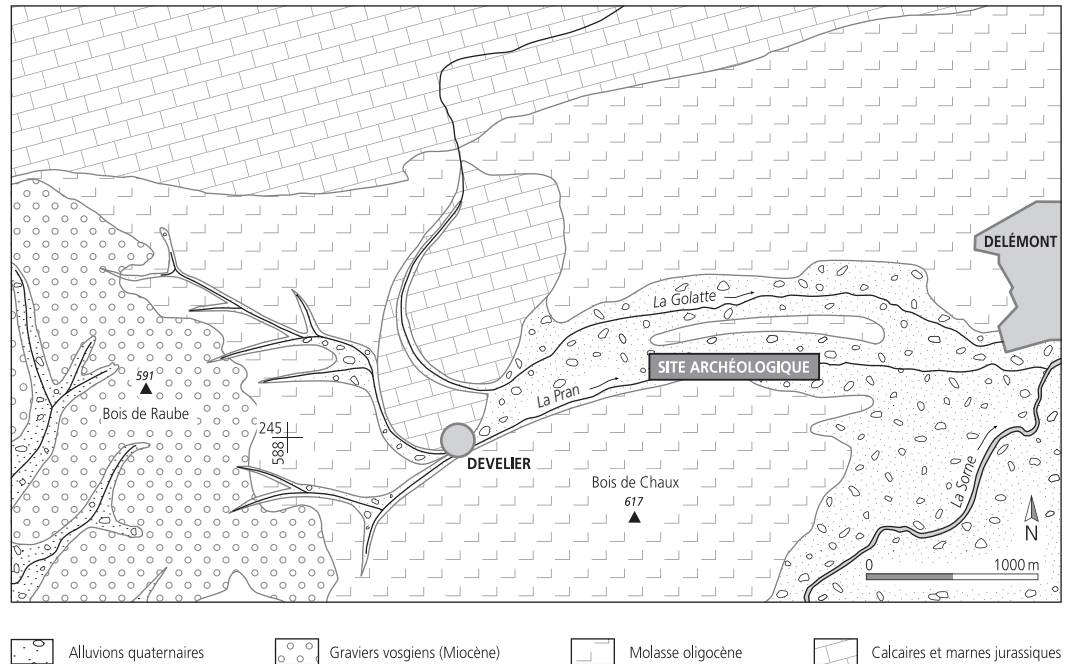 La Golatte
DELÉMONT
SITE ARCHÉOLOGIQUE
591
Bois de Raube
La Pran
245
588
DEVELIER
Bois de Chaux
617
La Sorne
N
0 1000 m
Alluvions quaternaires
Graviers vosgiens (Miocène)
Molasse oligocène
Calcaires et marnes jurassiques